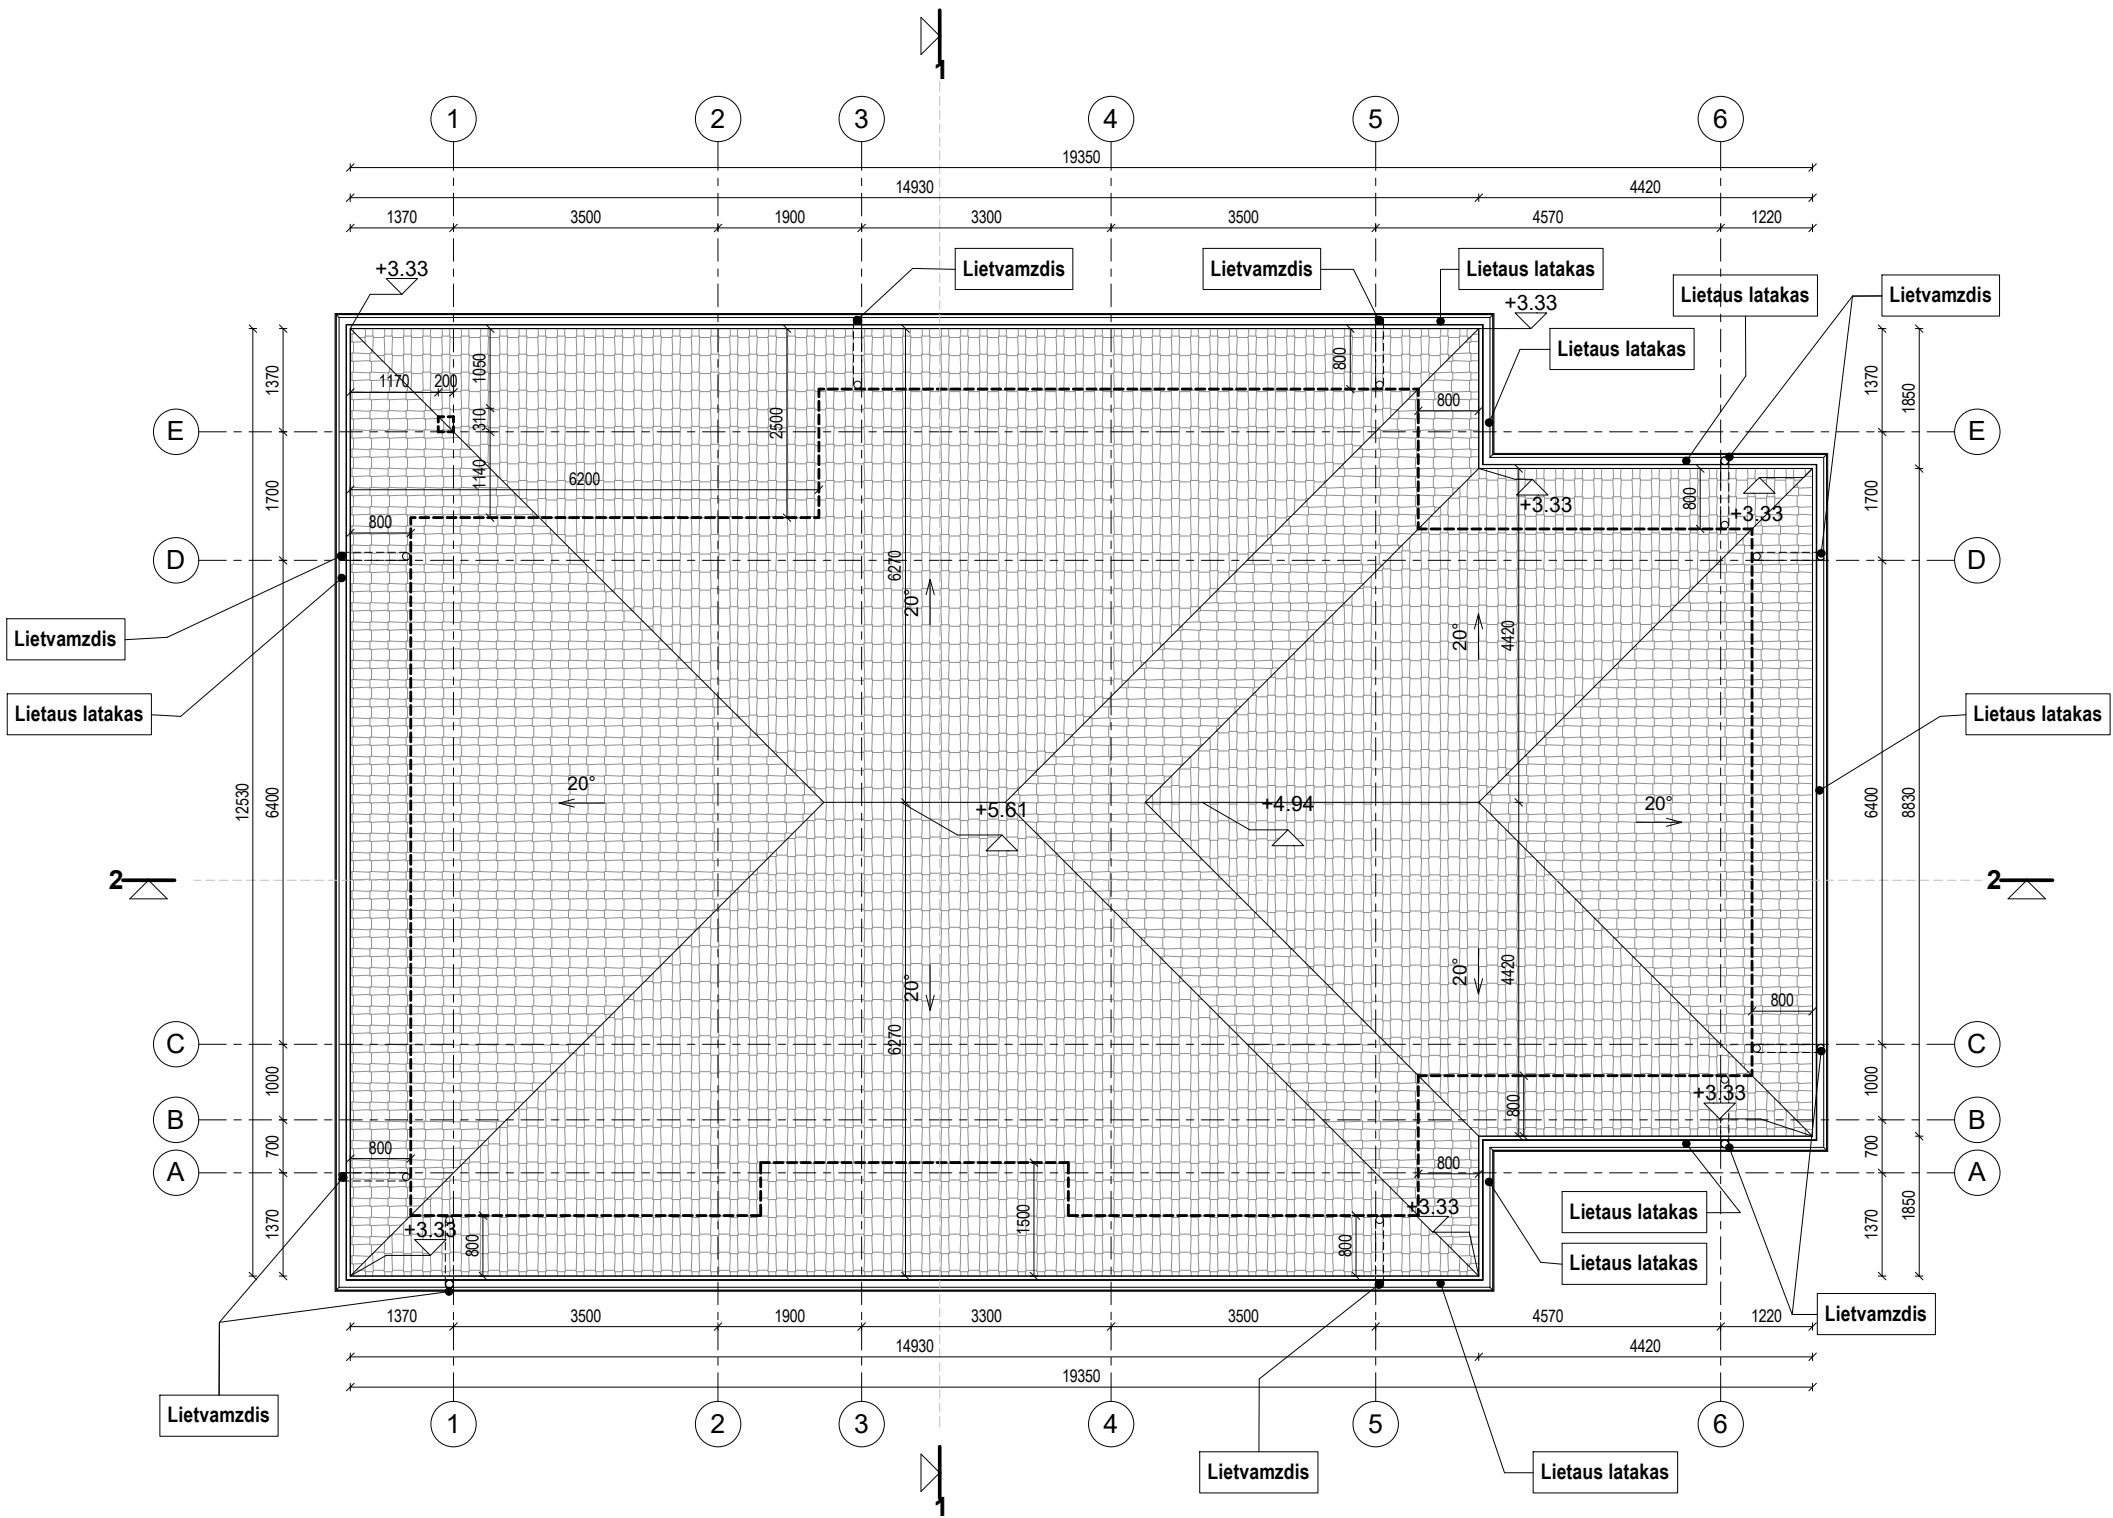 1
1 2 3 4 5 6
19350
14930 4420
1370 3500 1900 3300 3500 4570 1220
Lietvamzdis Lietvamzdis Lietaus latakas
+3.33
Lietaus latakas Lietvamzdis
+3.33
Lietaus latakas
1370 1050 800 1370 1850
1170 200
800
310 2500
E E
1140 6200
1700 800 +3.33 800 +3.33 1700
800
D D
6270
20° 20° 4420
Lietvamzdis
Lietaus latakas Lietaus latakas
12530 6400 20° +5.61 +4.94 20° 6400 8830
2 2
20° 20° 4420
800
6270
C C
1000 +3.33 800 1000
B B
700 800 800 700
A A
+3.33 800 1500 800 +3.33 Lietaus latakas
1370 1370 1850
Lietaus latakas
1370 3500 1900 3300 3500 4570 1220
Lietvamzdis
14930 4420
19350
Lietvamzdis
1 2 3 4 5 6
Lietvamzdis Lietaus latakas
1